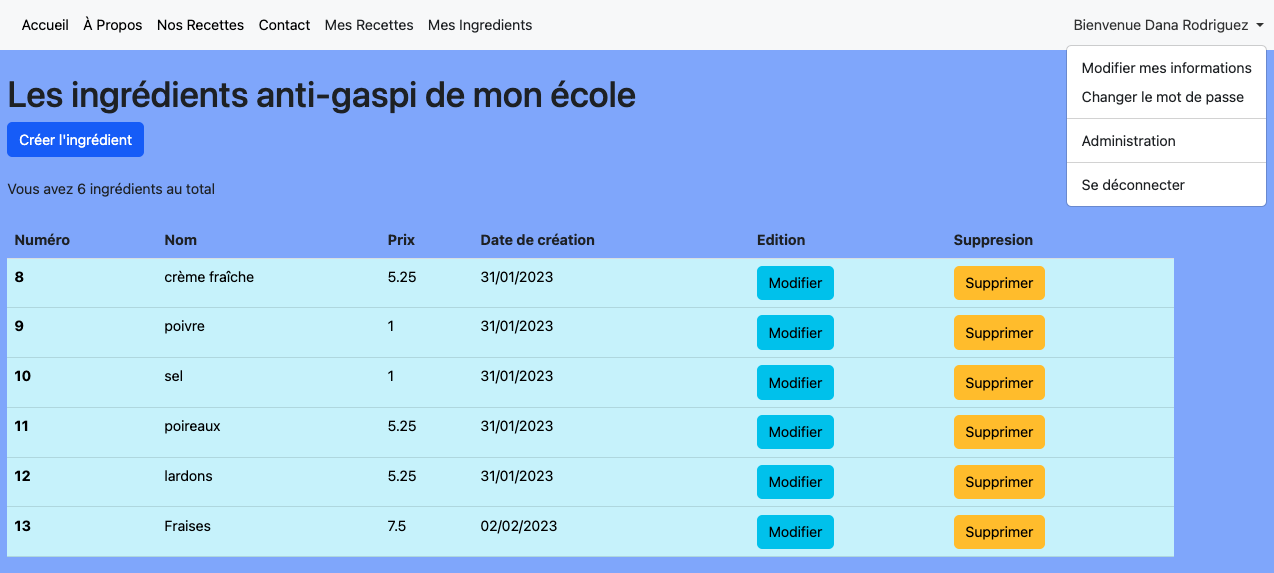 Accueil À Propos Nos Recettes Contact Mes Recettes Mes Ingredients Bienvenue Dana Rodriguez
Modifier mes informations
Changer le mot de passe
Administration
Se déconnecter
Les ingrédients anti-gaspi de mon école
Créer l'ingrédient
Vous avez 6 ingrédients au total
Numéro Nom Prix Date de création Edition Suppresion
8 crème fraîche 5.25 31/01/2023 Modifier Supprimer
9 poivre 1 31/01/2023 Modifier Supprimer
10 sel 1 31/01/2023 Modifier Supprimer
11 poireaux 5.25 31/01/2023 Modifier Supprimer
12 lardons 5.25 31/01/2023 Modifier Supprimer
13 Fraises 7.5 02/02/2023 Modifier Supprimer